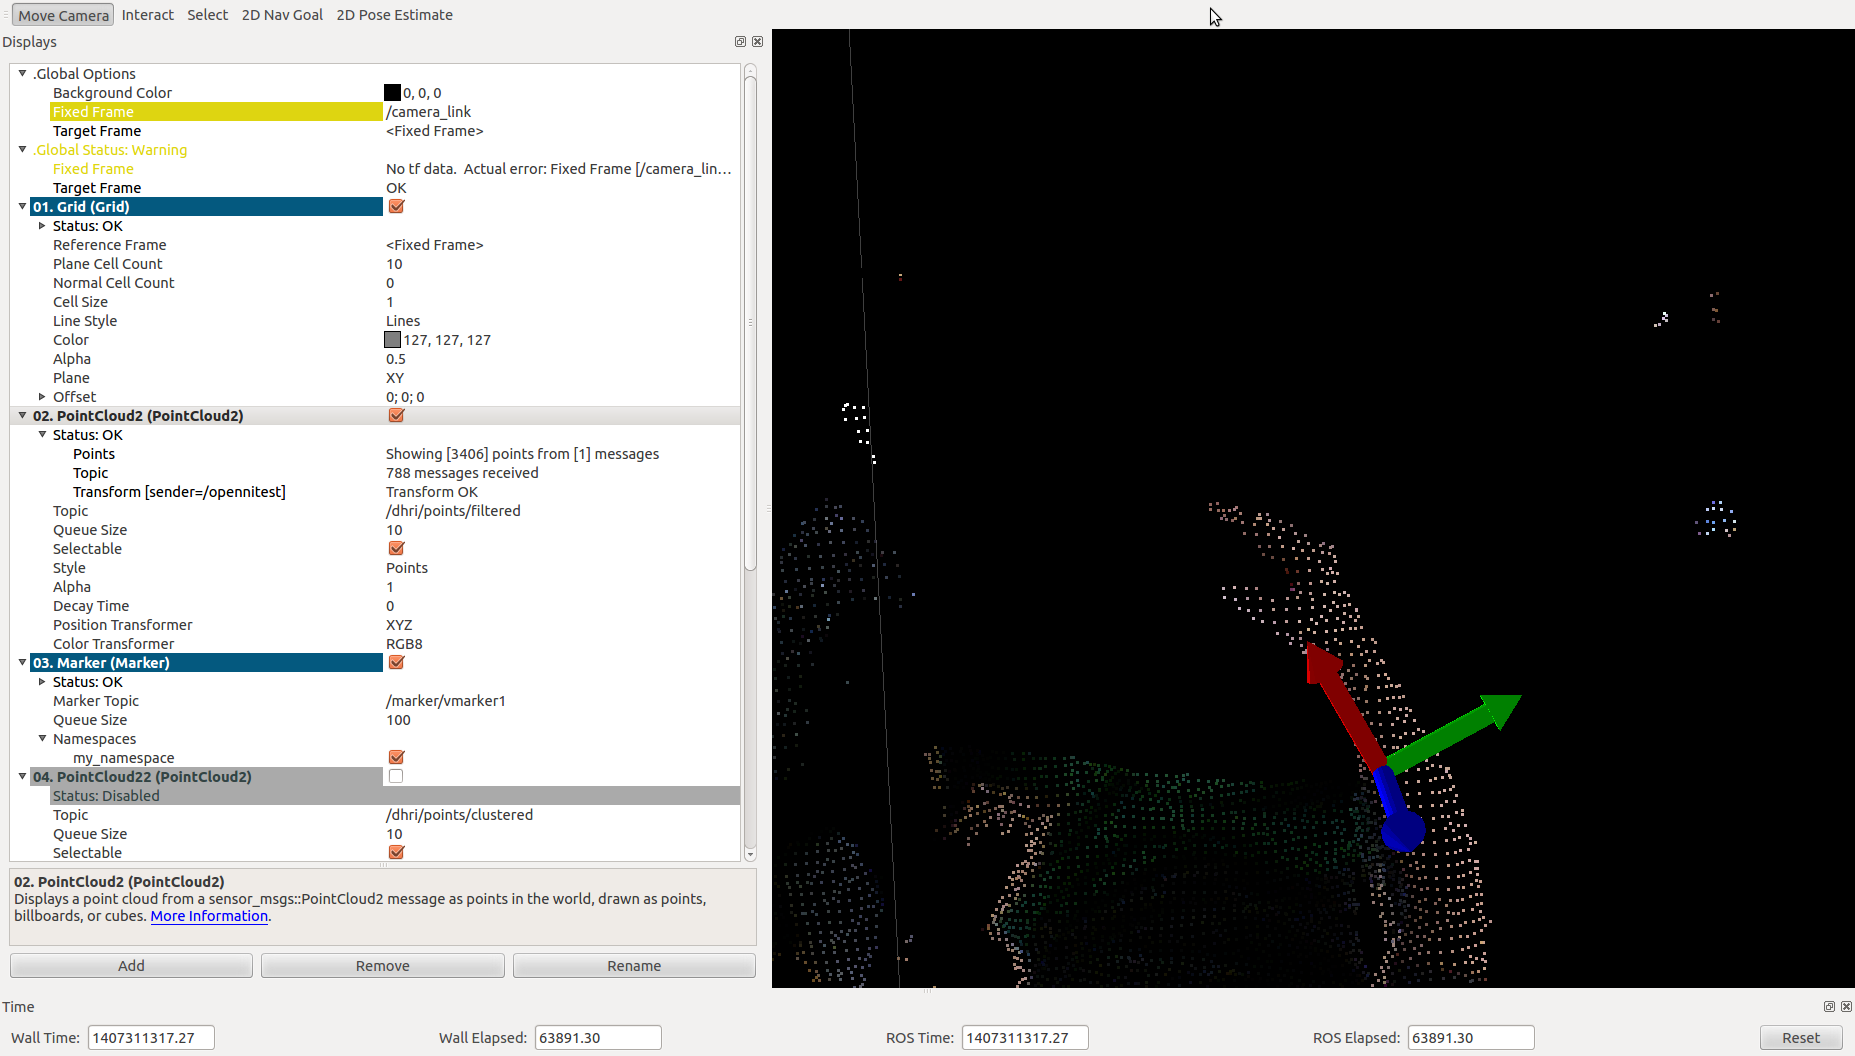 Move Camera Interact Select 2D Nav Goal 2D Pose Estimate
Displays
.Global Options
Background Color 0, 0, 0
Fixed Frame /camera_link
Target Frame <Fixed Frame>
.Global Status: Warning
Fixed Frame No tf data.  Actual error: Fixed Frame [/camera_lin...
Target Frame OK
01. Grid (Grid)
Status: OK
Reference Frame <Fixed Frame>
Plane Cell Count 10
Normal Cell Count 0
Cell Size 1
Line Style Lines
Color 127, 127, 127
Alpha 0.5
Plane XY
Offset 0; 0; 0
02. PointCloud2 (PointCloud2)
Status: OK
Points Showing [3406] points from [1] messages
Topic 788 messages received
Transform [sender=/opennitest] Transform OK
Topic /dhri/points/filtered
Queue Size 10
Selectable
Style Points
Alpha 1
Decay Time 0
Position Transformer XYZ
Color Transformer RGB8
03. Marker (Marker)
Status: OK
Marker Topic /marker/vmarker1
Queue Size 100
Namespaces
my_namespace
04. PointCloud22 (PointCloud2)
Status: Disabled
Topic /dhri/points/clustered
Queue Size 10
Selectable
02. PointCloud2 (PointCloud2)
Displays a point cloud from a sensor_msgs::PointCloud2 message as points in the world, drawn as points,
billboards, or cubes. More Information.
Add Remove Rename
Time
Wall Time: 1407311317.27 Wall Elapsed: 63891.30 ROS Time: 1407311317.27 ROS Elapsed: 63891.30 Reset